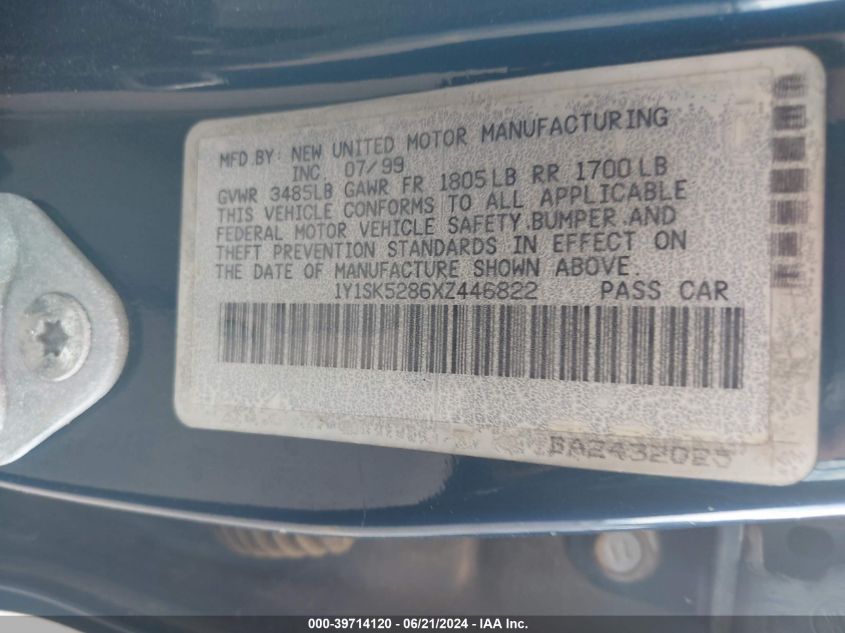 MFD.BY: NEW UNITED MOTOR MANUFACTURING
INC. 07/99
GVWR 3485LB GAWR FR 1805LB RR 1700LB
THIS VEHICLE CONFORMS TO ALL APPLICABLE
FEDERAL MOTOR VEHICLE SAFETY.BUMPER.AND
THEFT PREVENTION STANDARDS IN EFFECT ON
THE DATE OF MANUFACTURE SHOWN ABOVE.
1Y1SK5286XZ446822 PASS CAR
BA2432025
000-39714120 - 06/21/2024 - IAA Inc.